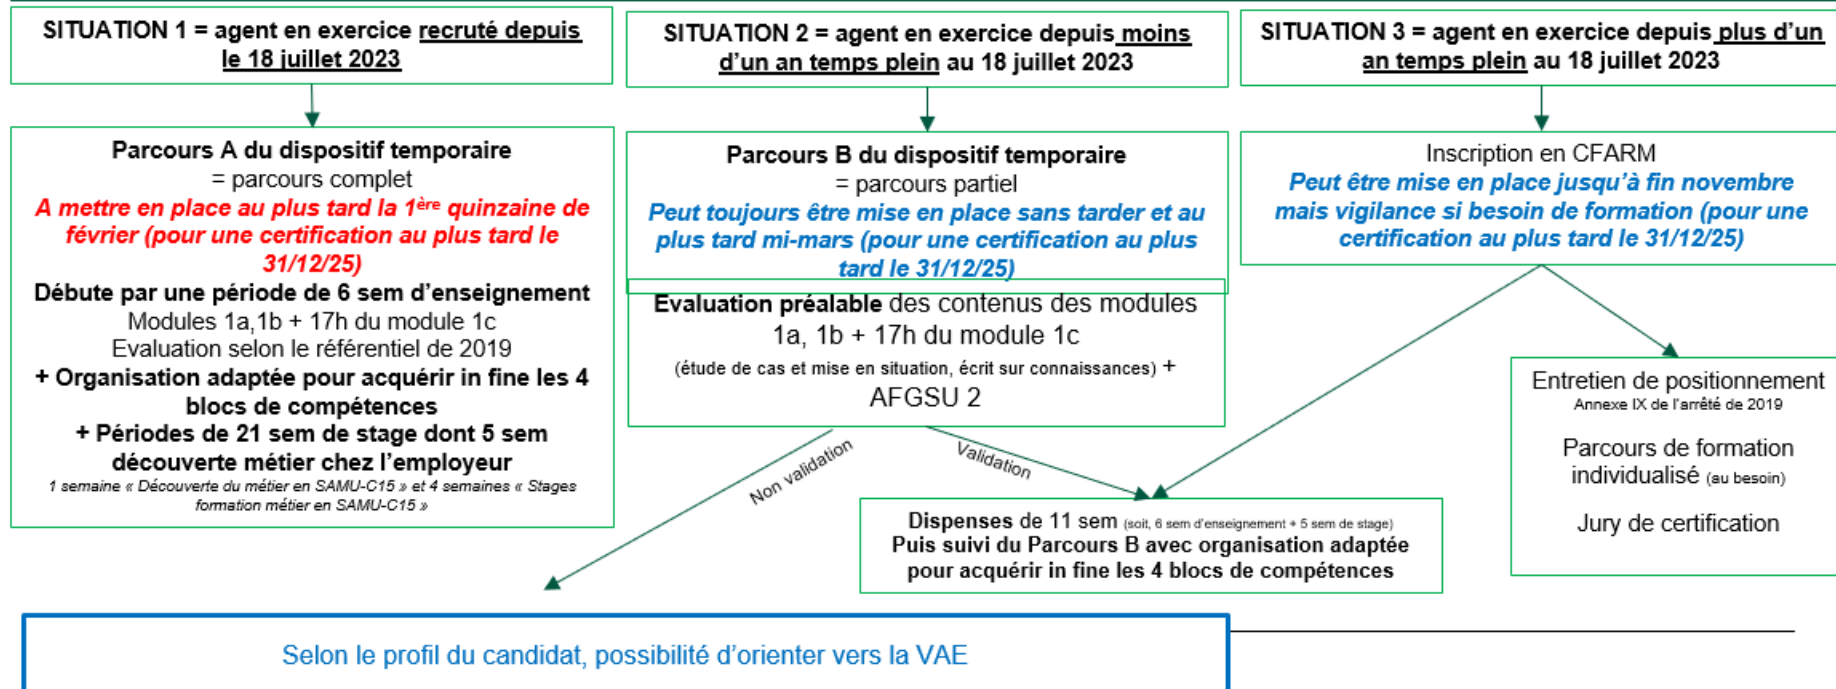 SITUATION 1 = agent en exercice recruté depuis
le 18 juillet 2023
SITUATION 2 = agent en exercice depuis moins
d'un an temps plein au 18 juillet 2023
SITUATION 3 = agent en exercice depuis plus d'un
an temps plein au 18 juillet 2023
Parcours A du dispositif temporaire
= parcours complet
A mettre en place au plus tard la 1ère quinzaine de
février (pour une certification au plus tard le
31/12/25)
Débute par une période de 6 sem d'enseignement
Modules 1a,1b + 17h du module 1c
Evaluation selon le référentiel de 2019
+ Organisation adaptée pour acquérir in fine les 4
blocs de compétences
+ Périodes de 21 sem de stage dont 5 sem
découverte métier chez l'employeur
1 semaine « Découverte du métier en SAMU-C15 » et 4 semaines « Stages
formation métier en SAMU-C15 »
Parcours B du dispositif temporaire
= parcours partiel
Peut toujours être mise en place sans tarder et au
plus tard mi-mars (pour une certification au plus
tard le 31/12/25)
Evaluation préalable des contenus des modules
1a, 1b + 17h du module 1c
(étude de cas et mise en situation, écrit sur connaissances) +
AFGSU 2
Inscription en CFARM
Peut être mise en place jusqu'à fin novembre
mais vigilance si besoin de formation (pour une
certification au plus tard le 31/12/25)
Entretien de positionnement
Annexe IX de l'arrêté de 2019
Parcours de formation
individualisé (au besoin)
Jury de certification
Non validation
Validation
Dispenses de 11 sem (soit, 6 sem d'enseignement + 5 sem de stage)
Puis suivi du Parcours B avec organisation adaptée
pour acquérir in fine les 4 blocs de compétences
Selon le profil du candidat, possibilité d'orienter vers la VAE